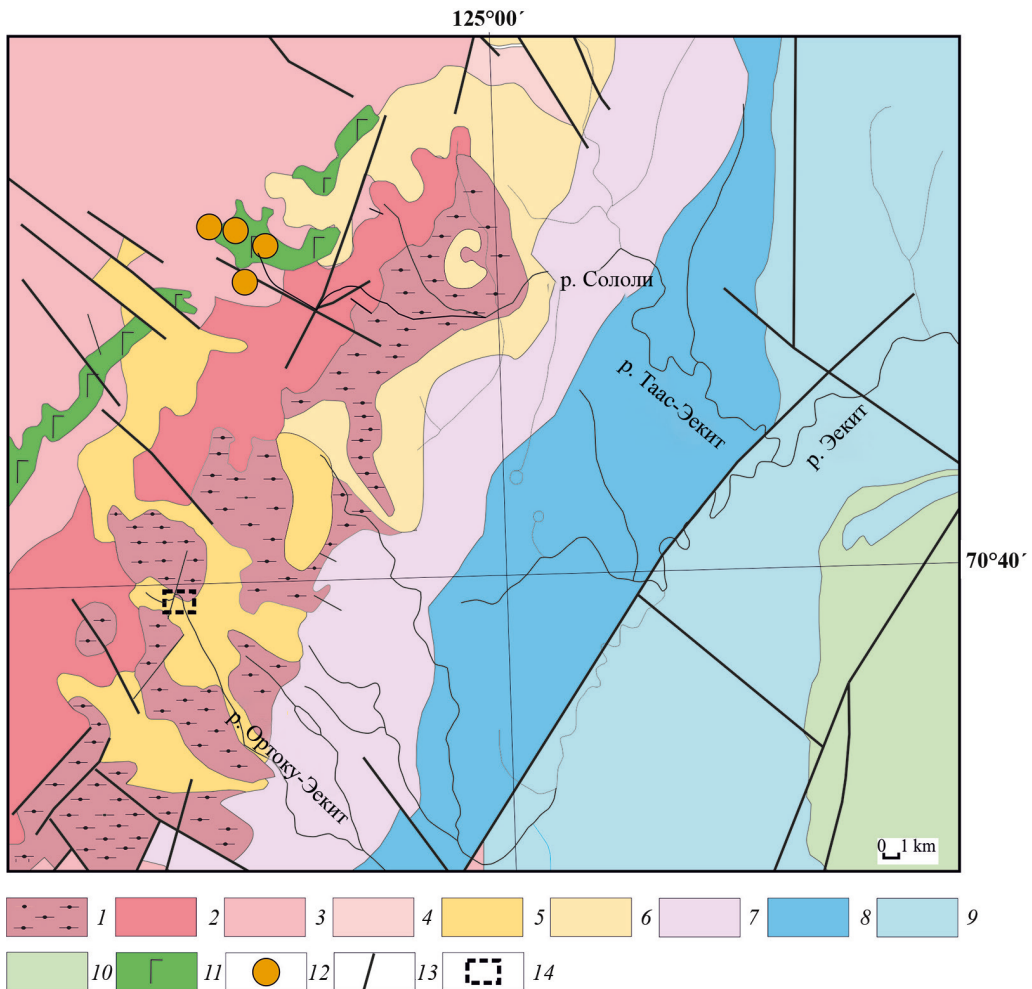 125°00´
р. Сололи
р. Таас-Эекит
р. Эекит
70°40´
р. Ортоку-Эекит
0 1 km
1 2 3 4 5 6 7 8 9
10 11 12 13 14